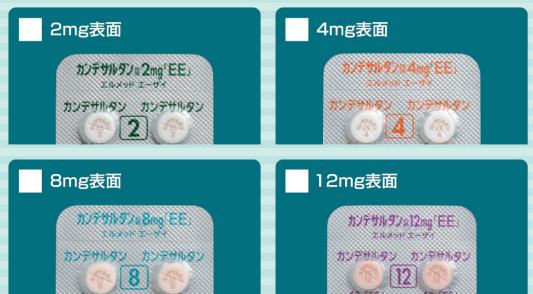 2mg表面
カンデサルタン錠2mg「EE」
エルメッド エーザイ
カンデサルタン カンデサルタン
2
4mg表面
カンデサルタン錠4mg「EE」
エルメッド エーザイ
カンデサルタン カンデサルタン
4
8mg表面
カンデサルタン錠8mg「EE」
エルメッド エーザイ
カンデサルタン カンデサルタン
8
12mg表面
カンデサルタン錠12mg「EE」
エルメッド エーザイ
カンデサルタン カンデサルタン
12